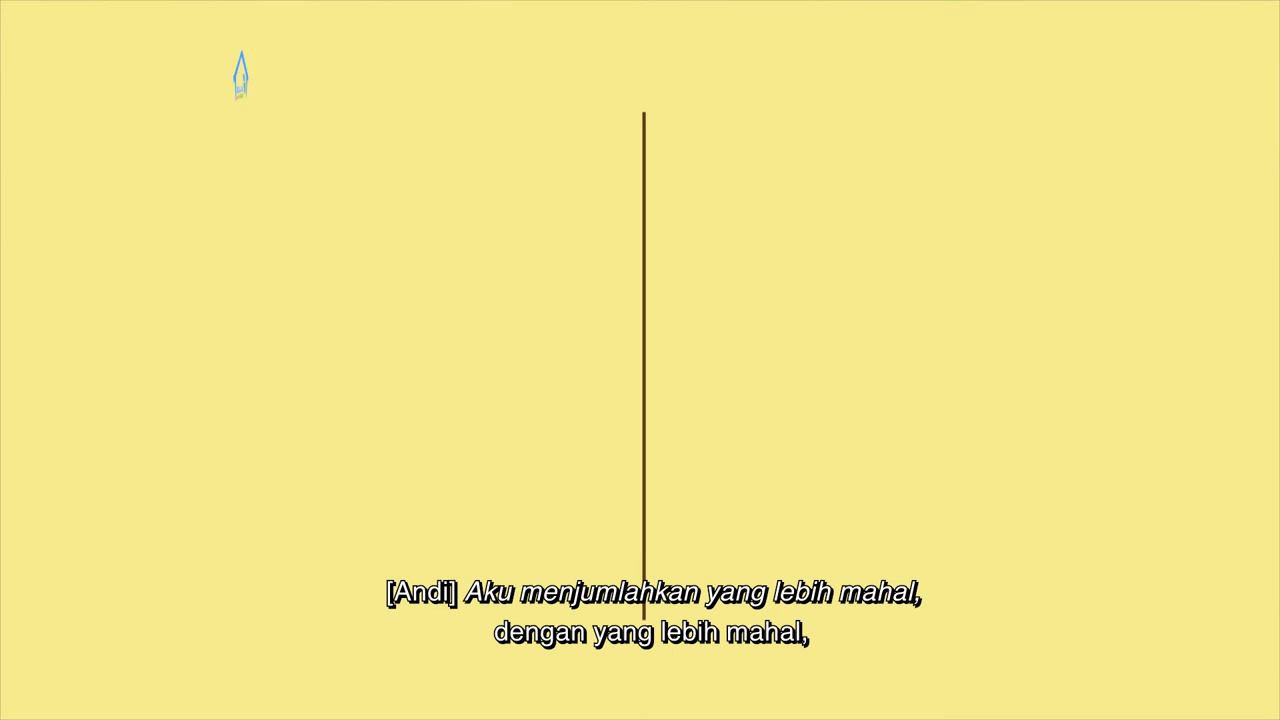 [Andi] Aku menjumlahkan yang lebih mahal,
dengan yang lebih mahal,